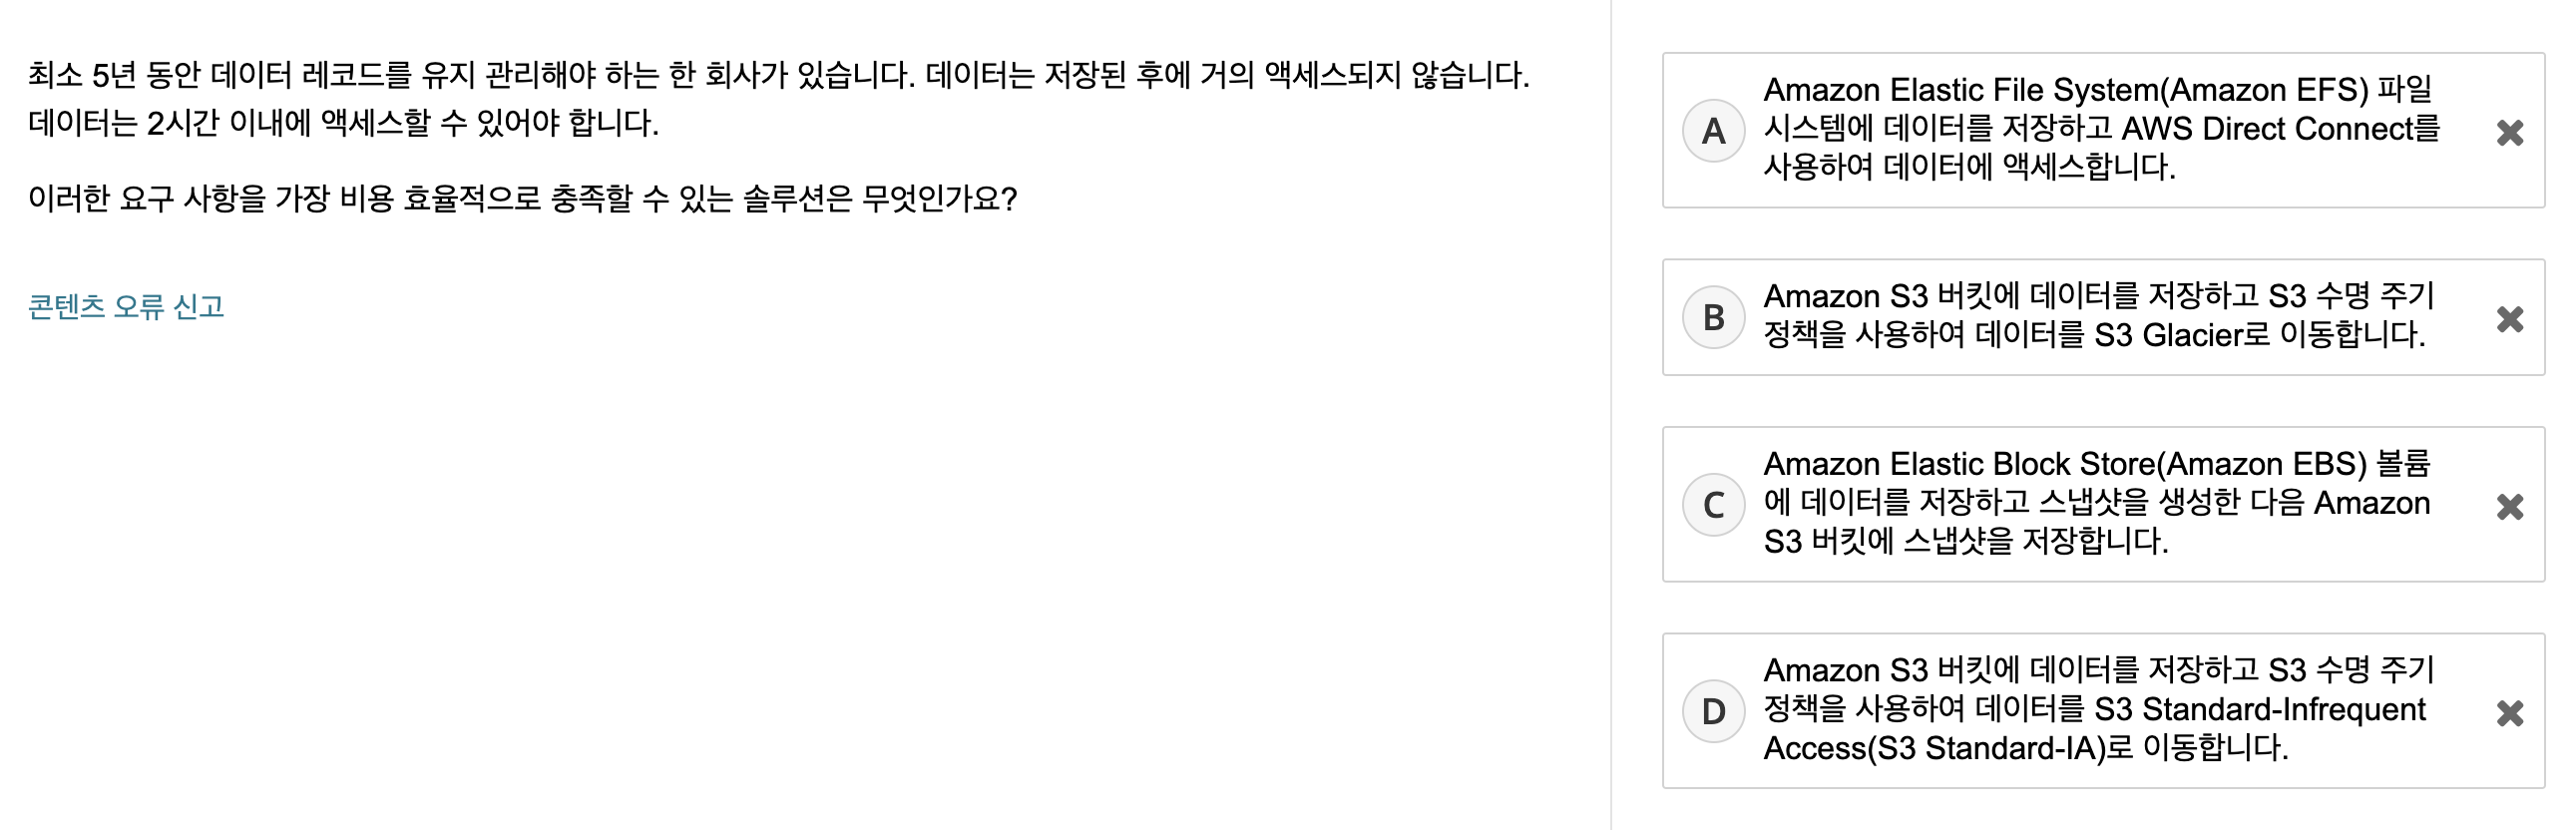 최소 5년 동안 데이터 레코드를 유지 관리해야 하는 한 회사가 있습니다. 데이터는 저장된 후에 거의 액세스되지 않습니다.
데이터는 2시간 이내에 액세스할 수 있어야 합니다.
이러한 요구 사항을 가장 비용 효율적으로 충족할 수 있는 솔루션은 무엇인가요?
콘텐츠 오류 신고
A
Amazon Elastic File System(Amazon EFS) 파일
시스템에 데이터를 저장하고 AWS Direct Connect를
사용하여 데이터에 액세스합니다.
B
Amazon S3 버킷에 데이터를 저장하고 S3 수명 주기
정책을 사용하여 데이터를 S3 Glacier로 이동합니다.
C
Amazon Elastic Block Store(Amazon EBS) 볼륨
에 데이터를 저장하고 스냅샷을 생성한 다음 Amazon
S3 버킷에 스냅샷을 저장합니다.
D
Amazon S3 버킷에 데이터를 저장하고 S3 수명 주기
정책을 사용하여 데이터를 S3 Standard-Infrequent
Access(S3 Standard-IA)로 이동합니다.